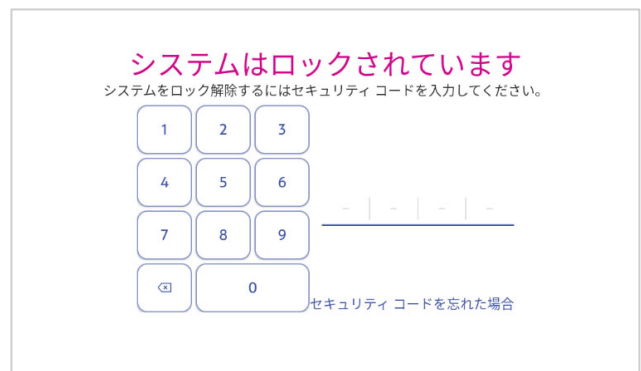 システムはロックされています
システムをロック解除するにはセキュリティ コードを入力してください。
1 2 3
4 5 6
- | - | - | -
7 8 9
0
セキュリティ コードを忘れた場合